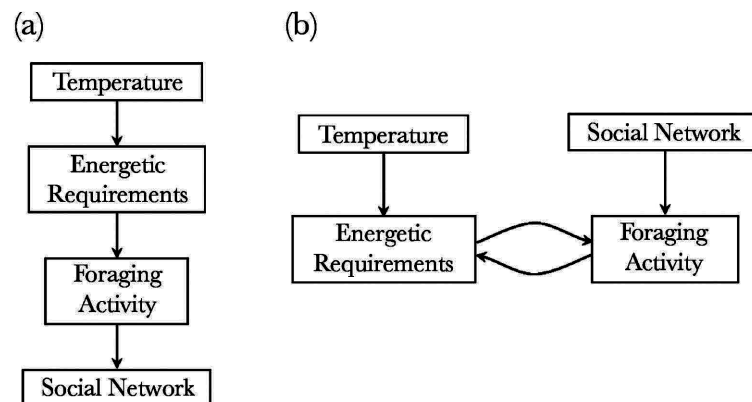 (a)
Temperature
Energetic
Requirements
Foraging
Activity
Social Network
(b)
Temperature
Social Network
Energetic
Requirements
Foraging
Activity